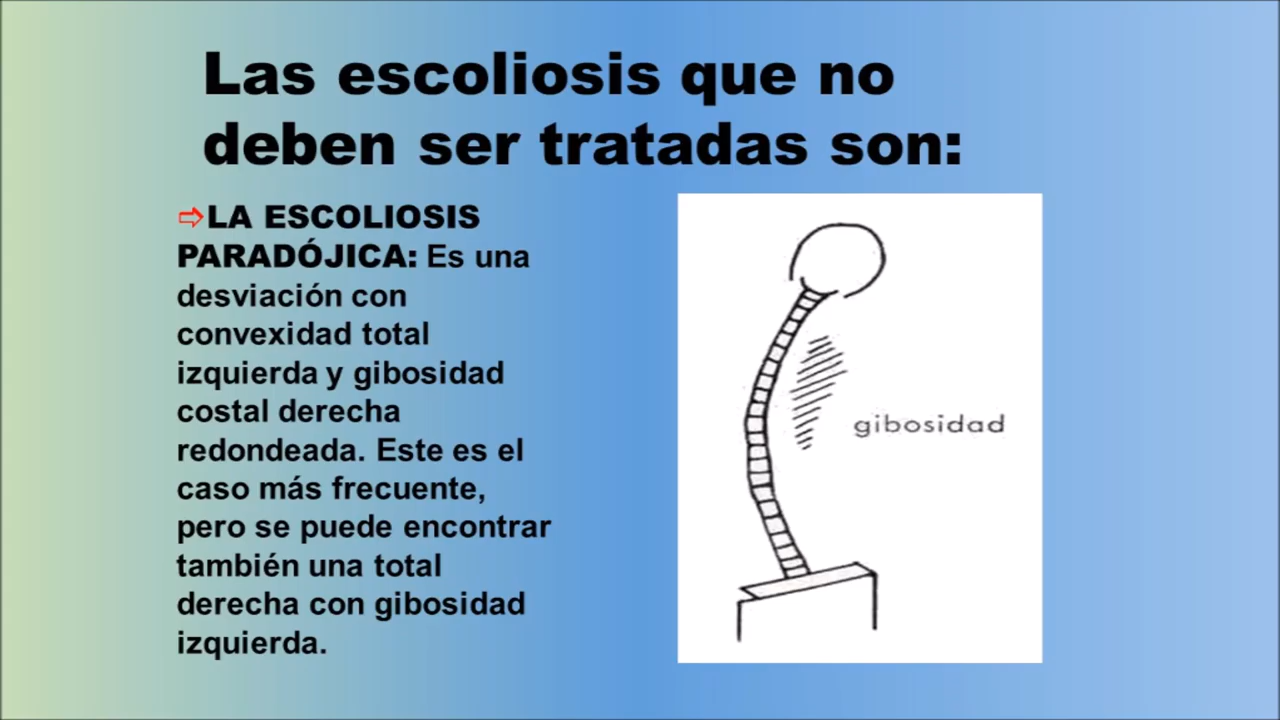 Las escoliosis que no
deben ser tratadas son:
⇨LA ESCOLIOSIS
PARADÓJICA: Es una
desviación con
convexidad total
izquierda y gibosidad
costal derecha
redondeada. Este es el
caso más frecuente,
pero se puede encontrar
también una total
derecha con gibosidad
izquierda.
gibosidad